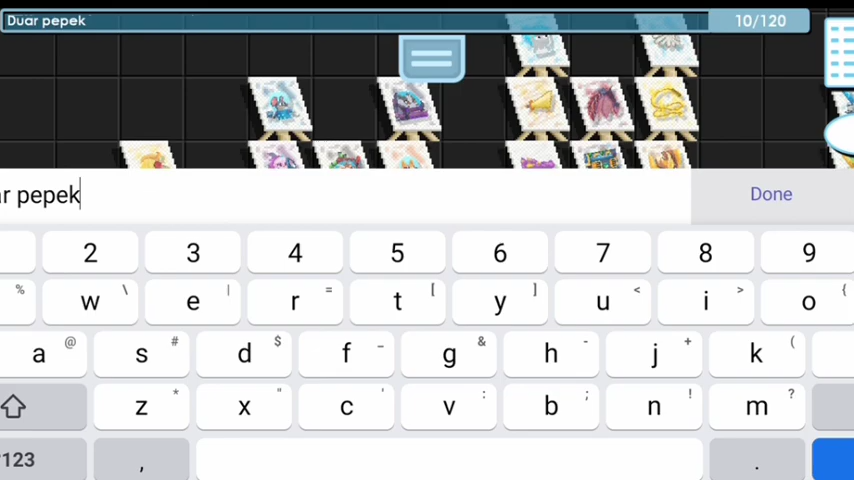 Duar pepek
10/120
ar pepek
Done
2 3 4 5 6 7 8 9
% \ | = [ ] < > {
w e r t y u i o
@ # $ _ & - + (
a s d f g h j k
* " ' : ; ! ?
z x c v b n m
?123 , .